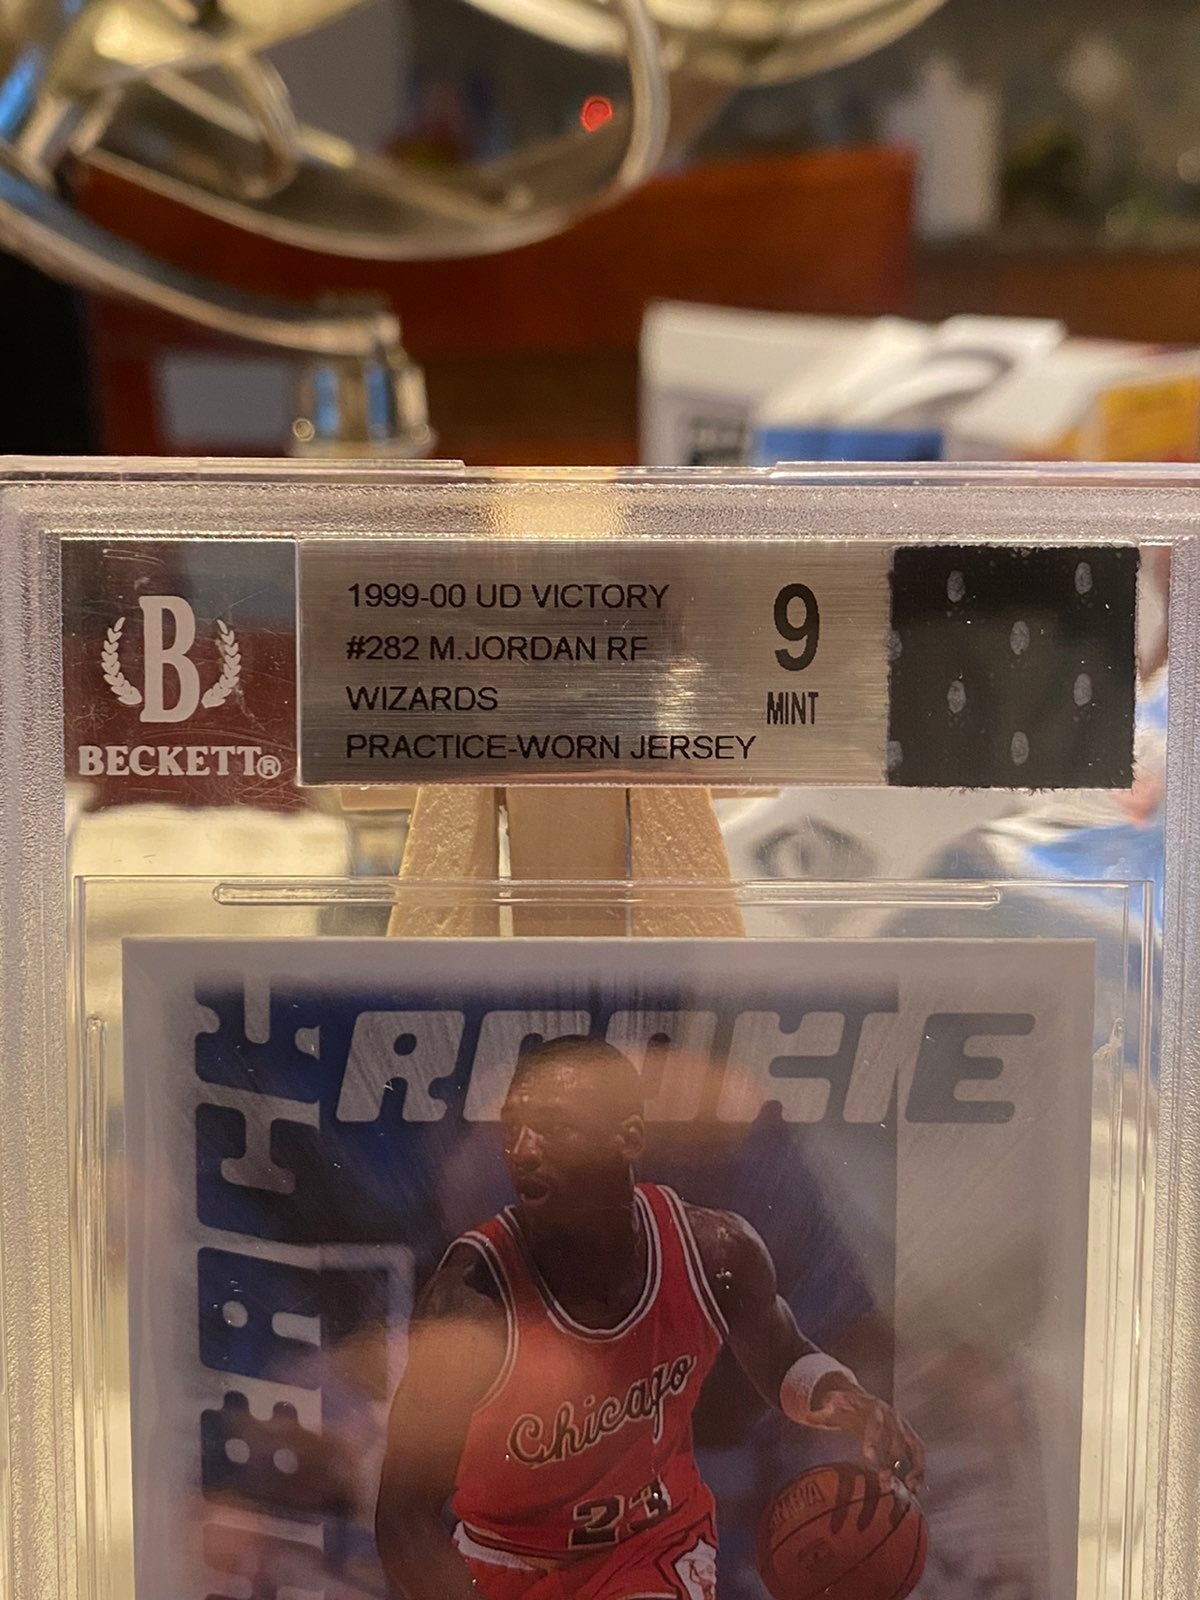 B
BECKETT®
1999-00 UD VICTORY
#282 M.JORDAN RF
WIZARDS
PRACTICE-WORN JERSEY
9
MINT
ROOKIE
Chicago
23